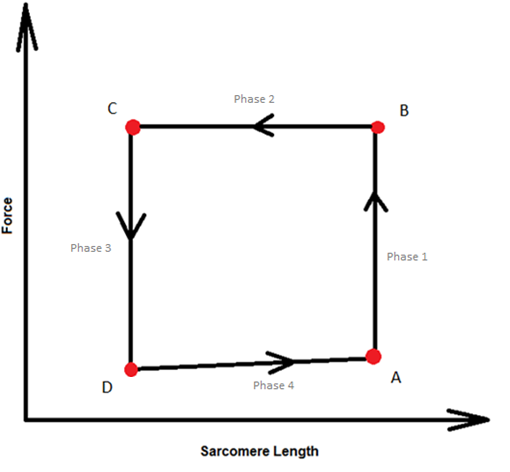 Phase 2
C
B
Phase 3
Phase 1
Force
D
Phase 4
A
Sarcomere Length